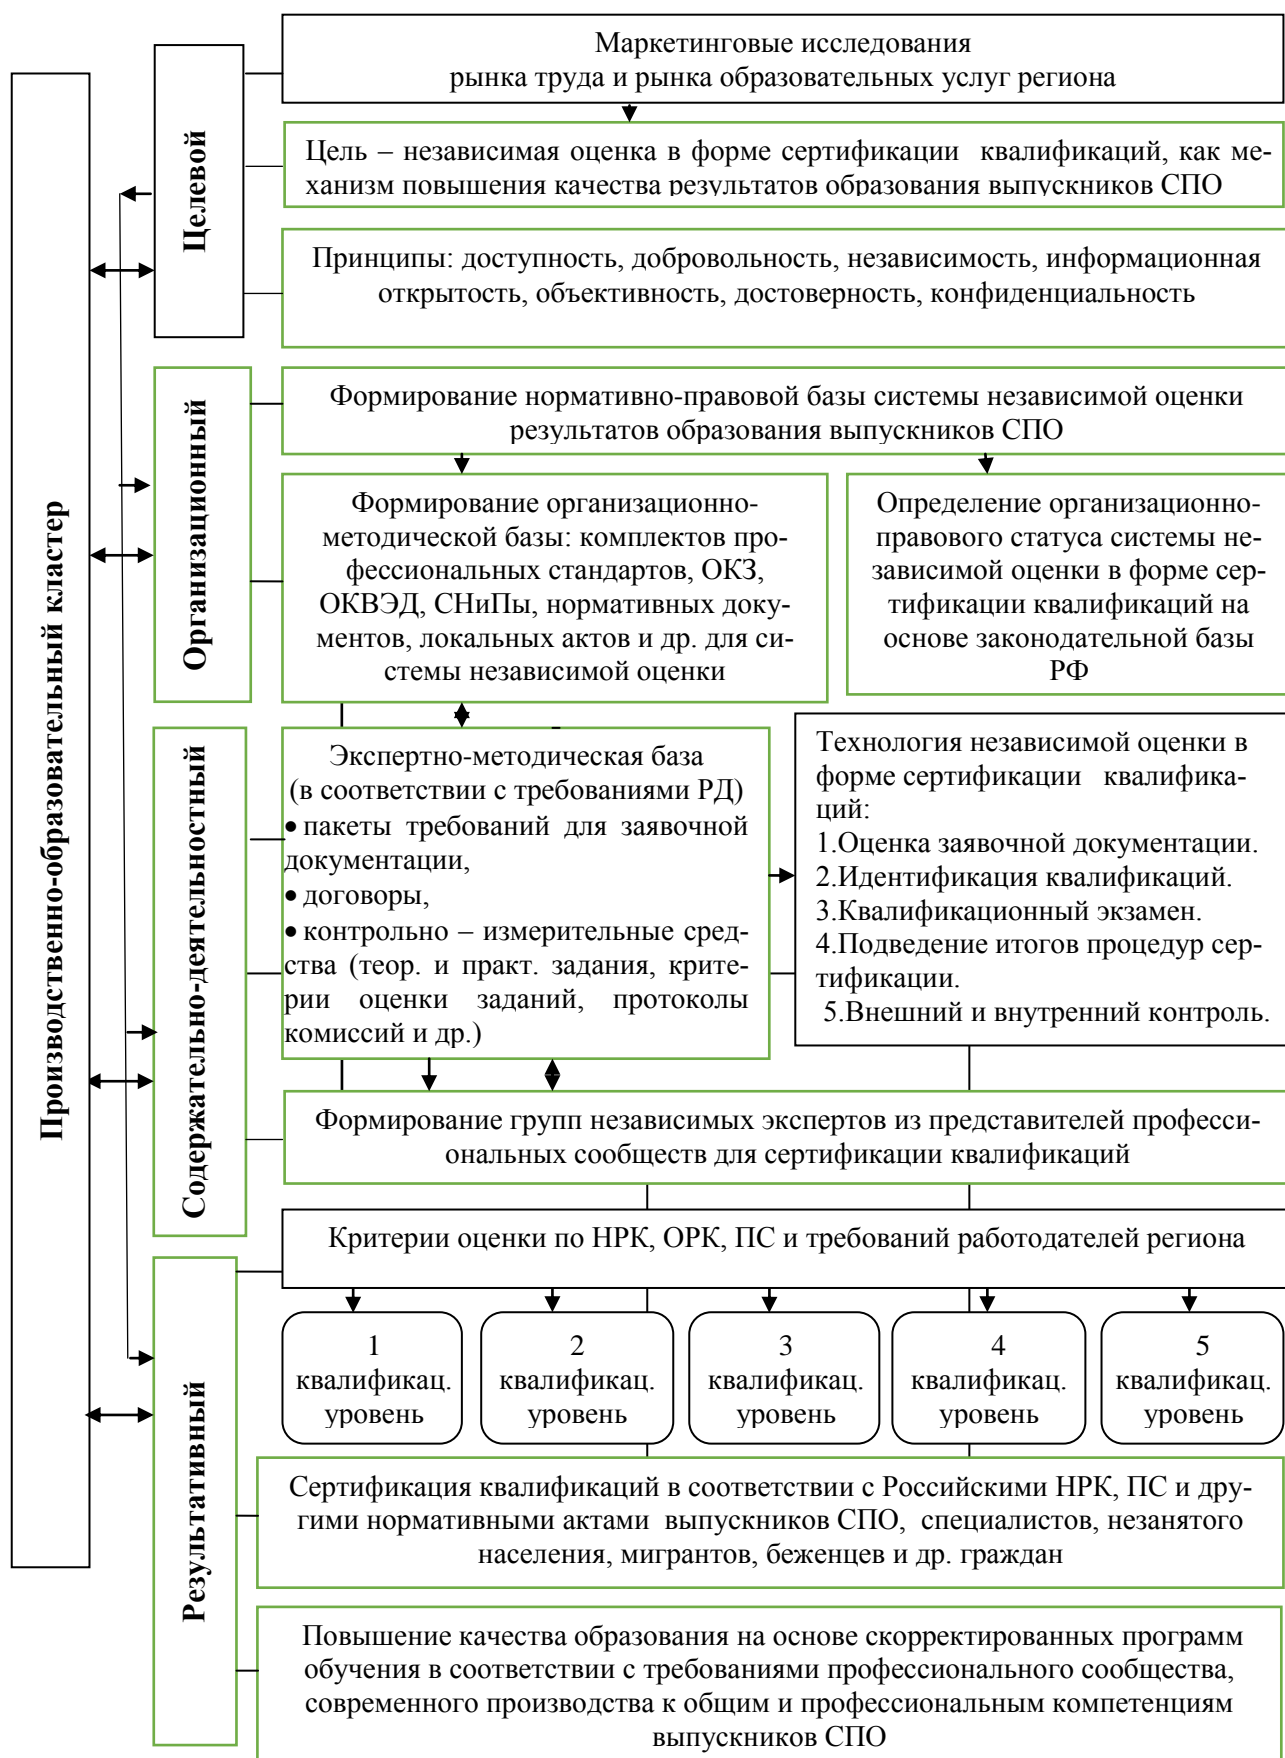 Производственно-образовательный кластер
Целевой
Маркетинговые исследования
рынка труда и рынка образовательных услуг региона
Цель – независимая оценка в форме сертификации квалификаций, как ме-
ханизм повышения качества результатов образования выпускников СПО
Принципы: доступность, добровольность, независимость, информационная
открытость, объективность, достоверность, конфиденциальность
Организационный
Формирование нормативно-правовой базы системы независимой оценки
результатов образования выпускников СПО
Формирование организационно-
методической базы: комплектов про-
фессиональных стандартов, ОКЗ,
ОКВЭД, СНиПы, нормативных доку-
ментов, локальных актов и др. для си-
стемы независимой оценки
Определение организационно-
правового статуса системы не-
зависимой оценки в форме сер-
тификации квалификаций на
основе законодательной базы
РФ
Содержательно-деятельностный
Экспертно-методическая база
(в соответствии с требованиями РД)
• пакеты требований для заявочной
документации,
• договоры,
• контрольно – измерительные сред-
ства (теор. и практ. задания, крите-
рии оценки заданий, протоколы
комиссий и др.)
Технология независимой оценки в
форме сертификации квалифика-
ций:
1.Оценка заявочной документации.
2.Идентификация квалификаций.
3.Квалификационный экзамен.
4.Подведение итогов процедур сер-
тификации.
5.Внешний и внутренний контроль.
Формирование групп независимых экспертов из представителей професси-
ональных сообществ для сертификации квалификаций
Результативный
Критерии оценки по НРК, ОРК, ПС и требований работодателей региона
1
квалификац.
уровень
2
квалификац.
уровень
3
квалификац.
уровень
4
квалификац.
уровень
5
квалификац.
уровень
Сертификация квалификаций в соответствии с Российскими НРК, ПС и дру-
гими нормативными актами выпускников СПО, специалистов, незанятого
населения, мигрантов, беженцев и др. граждан
Повышение качества образования на основе скорректированных программ
обучения в соответствии с требованиями профессионального сообщества,
современного производства к общим и профессиональным компетенциям
выпускников СПО